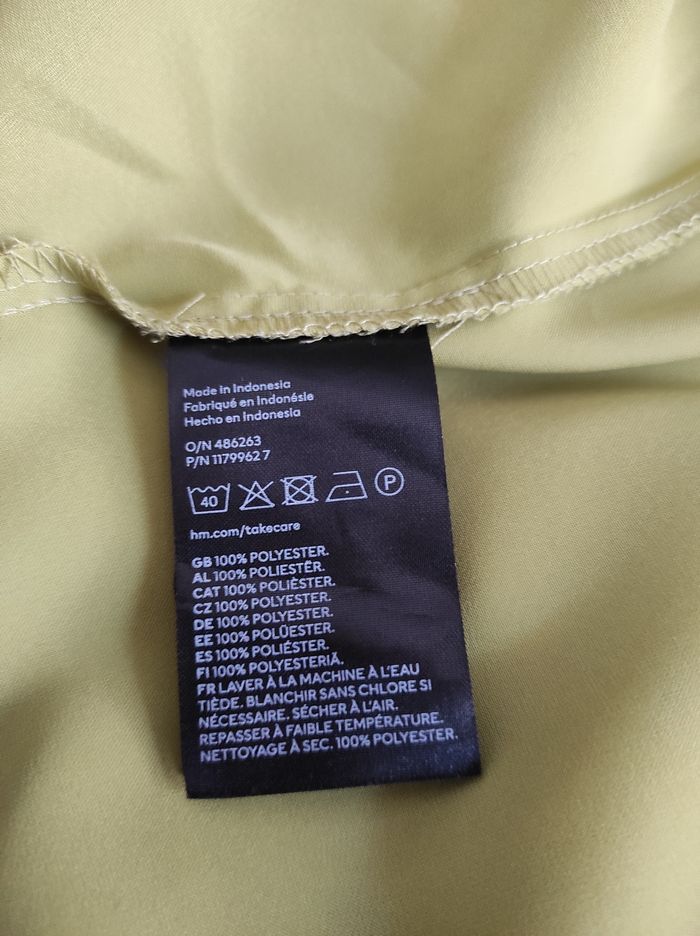 Made in Indonesia
Fabriqué en Indonésie
Hecho en Indonesia
O/N 486263
P/N 1179962 7
40 P
hm.com/takecare
GB 100% POLYESTER.
AL 100% POLIESTËR.
CAT 100% POLIÈSTER.
CZ 100% POLYESTER.
DE 100% POLYESTER.
EE 100% POLÜESTER.
ES 100% POLIÉSTER.
FI 100% POLYESTERIÄ.
FR LAVER À LA MACHINE À L'EAU
TIÈDE. BLANCHIR SANS CHLORE SI
NÉCESSAIRE. SÉCHER À L'AIR.
REPASSER À FAIBLE TEMPÉRATURE.
NETTOYAGE À SEC. 100% POLYESTER.